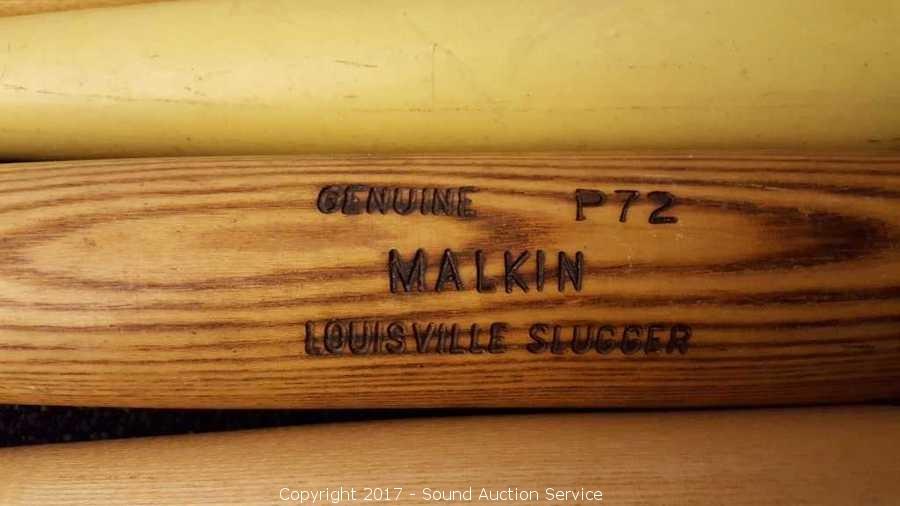 GENUINE P72
MALKIN
LOUISVILLE SLUGGER
Copyright 2017 - Sound Auction Service